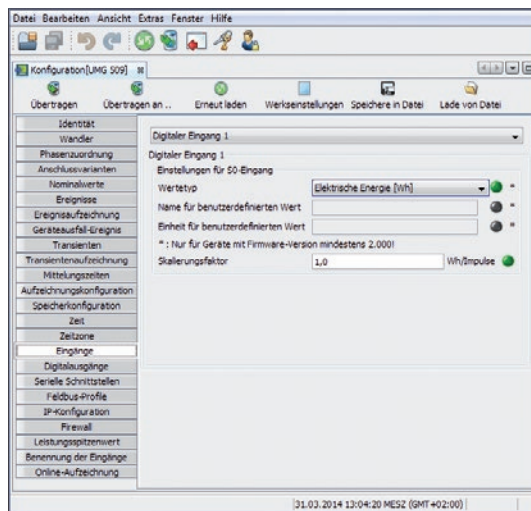 Datei Bearbeiten Ansicht Extras Fenster Hilfe
Konfiguration[UMG 509]
Übertragen Übertragen an .. Erneut laden Werkseinstellungen Speichere in Datei Lade von Datei
Identität
Wandler
Phasenzuordnung
Anschlussvarianten
Nominalwerte
Ereignisse
Ereignisaufzeichnung
Geräteausfall-Ereignis
Transienten
Transientenaufzeichnung
Mittelungszeiten
Aufzeichnungskonfiguration
Speicherkonfiguration
Zeit
Zeitzone
Eingänge
Digitalausgänge
Serielle Schnittstellen
Feldbus-Profile
IP-Konfiguration
Firewall
Leistungsspitzenwert
Benennung der Eingänge
Online-Aufzeichnung
Digitaler Eingang 1
Digitaler Eingang 1
Einstellungen für S0-Eingang
Wertetyp Elektrische Energie [Wh] *
Name für benutzerdefinierten Wert *
Einheit für benutzerdefinierten Wert *
* : Nur für Geräte mit Firmware-Version mindestens 2.000!
Skalierungsfaktor 1,0 Wh/Impulse
31.03.2014 13:04:20 MESZ (GMT+02:00)